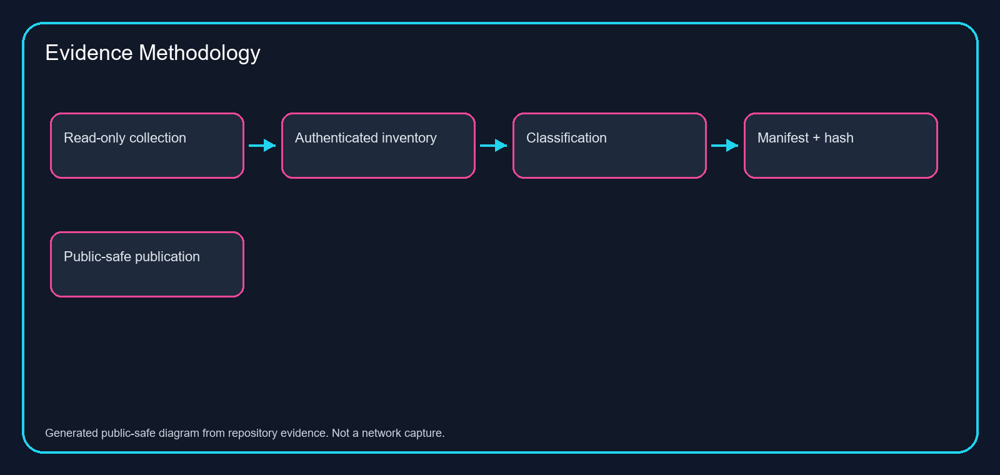 Evidence Methodology
Read-only collection
Authenticated inventory
Classification
Manifest + hash
Public-safe publication
Generated public-safe diagram from repository evidence. Not a network capture.